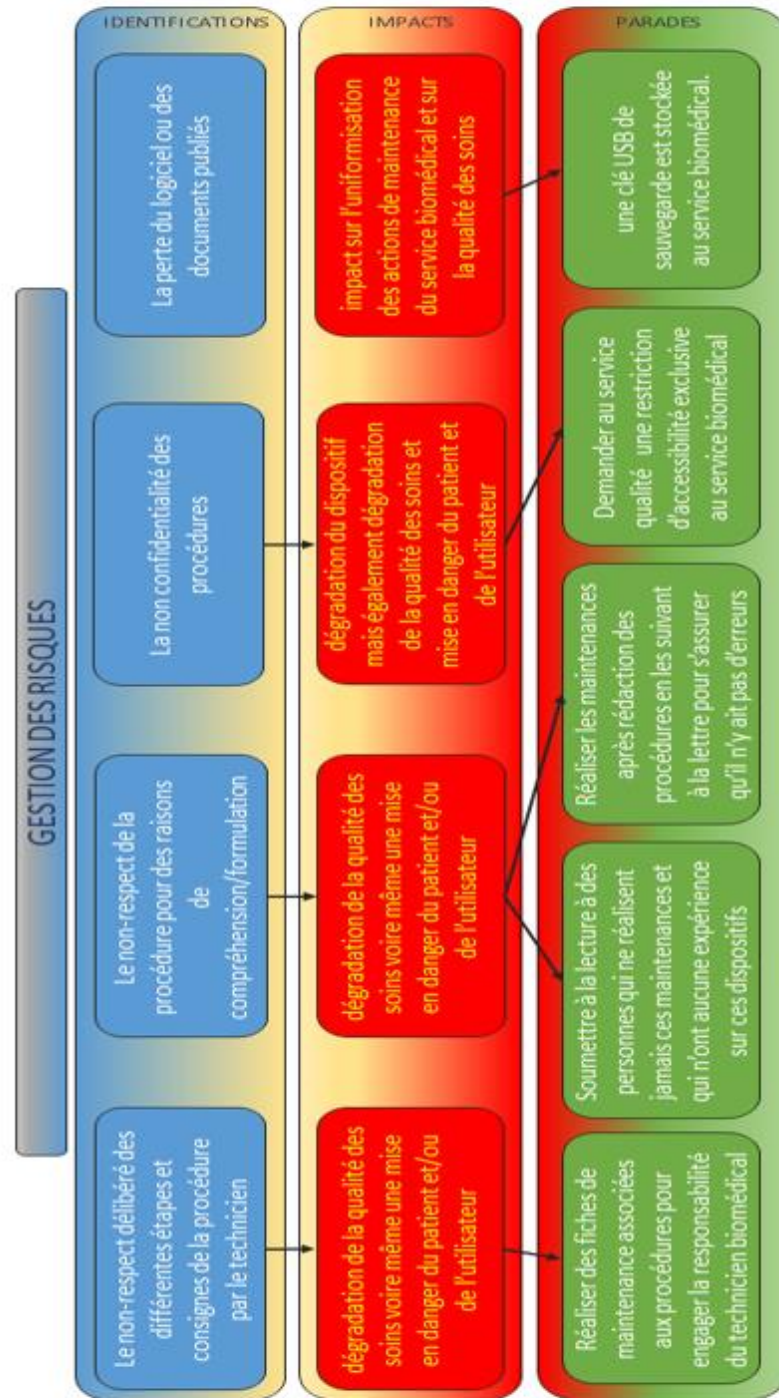 GESTION DES RISQUES
IDENTIFICATIONS
Le non-respect délibéré des
différentes étapes et
consignes de la procédure
par le technicien
Le non-respect de la
procédure pour des raisons
de
compréhension/formulation
La non confidentialité des
procédures
La perte du logiciel ou des
documents publiés
IMPACTS
dégradation de la qualité des
soins voire même une mise
en danger du patient et/ou
de l'utilisateur
dégradation de la qualité des
soins voire même une mise
en danger du patient et/ou
de l'utilisateur
dégradation du dispositif
mais également dégradation
de la qualité des soins et
mise en danger du patient et
de l'utilisateur
impact sur l'uniformisation
des actions de maintenance
du service biomédical et sur
la qualité des soins
PARADES
Réaliser des fiches de
maintenance associées
aux procédures pour
engager la responsabilité
du technicien biomédical
Soumettre à la lecture à des
personnes qui ne réalisent
jamais ces maintenances et
qui n'ont aucune expérience
sur ces dispositifs
Réaliser les maintenances
après rédaction des
procédures en les suivant
à la lettre pour s'assurer
qu'il n'y ait pas d'erreurs
Demander au service
qualité une restriction
d'accessibilité exclusive
au service biomédical
une clé USB de
sauvegarde est stockée
au service biomédical.